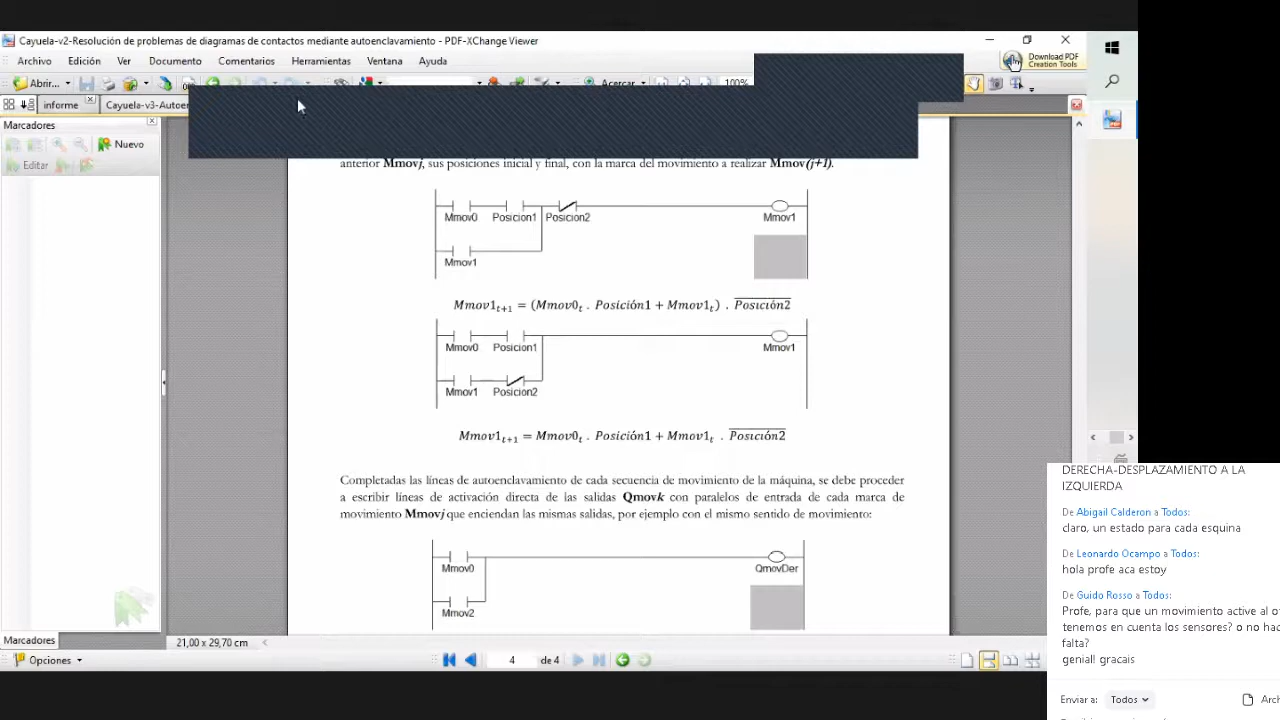 Cayuela-v2-Resolución de problemas de diagramas de contactos mediante autoenclavamiento - PDF-XChange Viewer
Archivo Edición Ver Documento Comentarios Herramientas Ventana Ayuda
Download PDF
Creation Tools
Abrir... Acercar 100%
informe Cayuela-v3-Autoen
Marcadores
Nuevo
Editar
anterior Mmovj, sus posiciones inicial y final, con la marca del movimiento a realizar Mmov(j+1).
Mmov0 Posicion1 Posicion2 Mmov1
Mmov1
Mmov1t+1 = (Mmov0t . Posición1 + Mmov1t) . Posición2
Mmov0 Posicion1 Mmov1
Mmov1 Posicion2
Mmov1t+1 = Mmov0t . Posición1 + Mmov1t . Posición2
Completadas las líneas de autoenclavamiento de cada secuencia de movimiento de la máquina, se debe proceder
a escribir líneas de activación directa de las salidas Qmovk con paralelos de entrada de cada marca de
movimiento Mmovj que enciendan las mismas salidas, por ejemplo con el mismo sentido de movimiento:
Mmov0 QmovDer
Mmov2
Marcadores
21,00 x 29,70 cm
Opciones
4 de 4
DERECHA-DESPLAZAMIENTO A LA
IZQUIERDA
De Abigail Calderon a Todos:
claro, un estado para cada esquina
De Leonardo Ocampo a Todos:
hola profe aca estoy
De Guido Rosso a Todos:
Profe, para que un movimiento active al o
tenemos en cuenta los sensores? o no hac
falta?
genial! gracais
Enviar a: Todos Arch